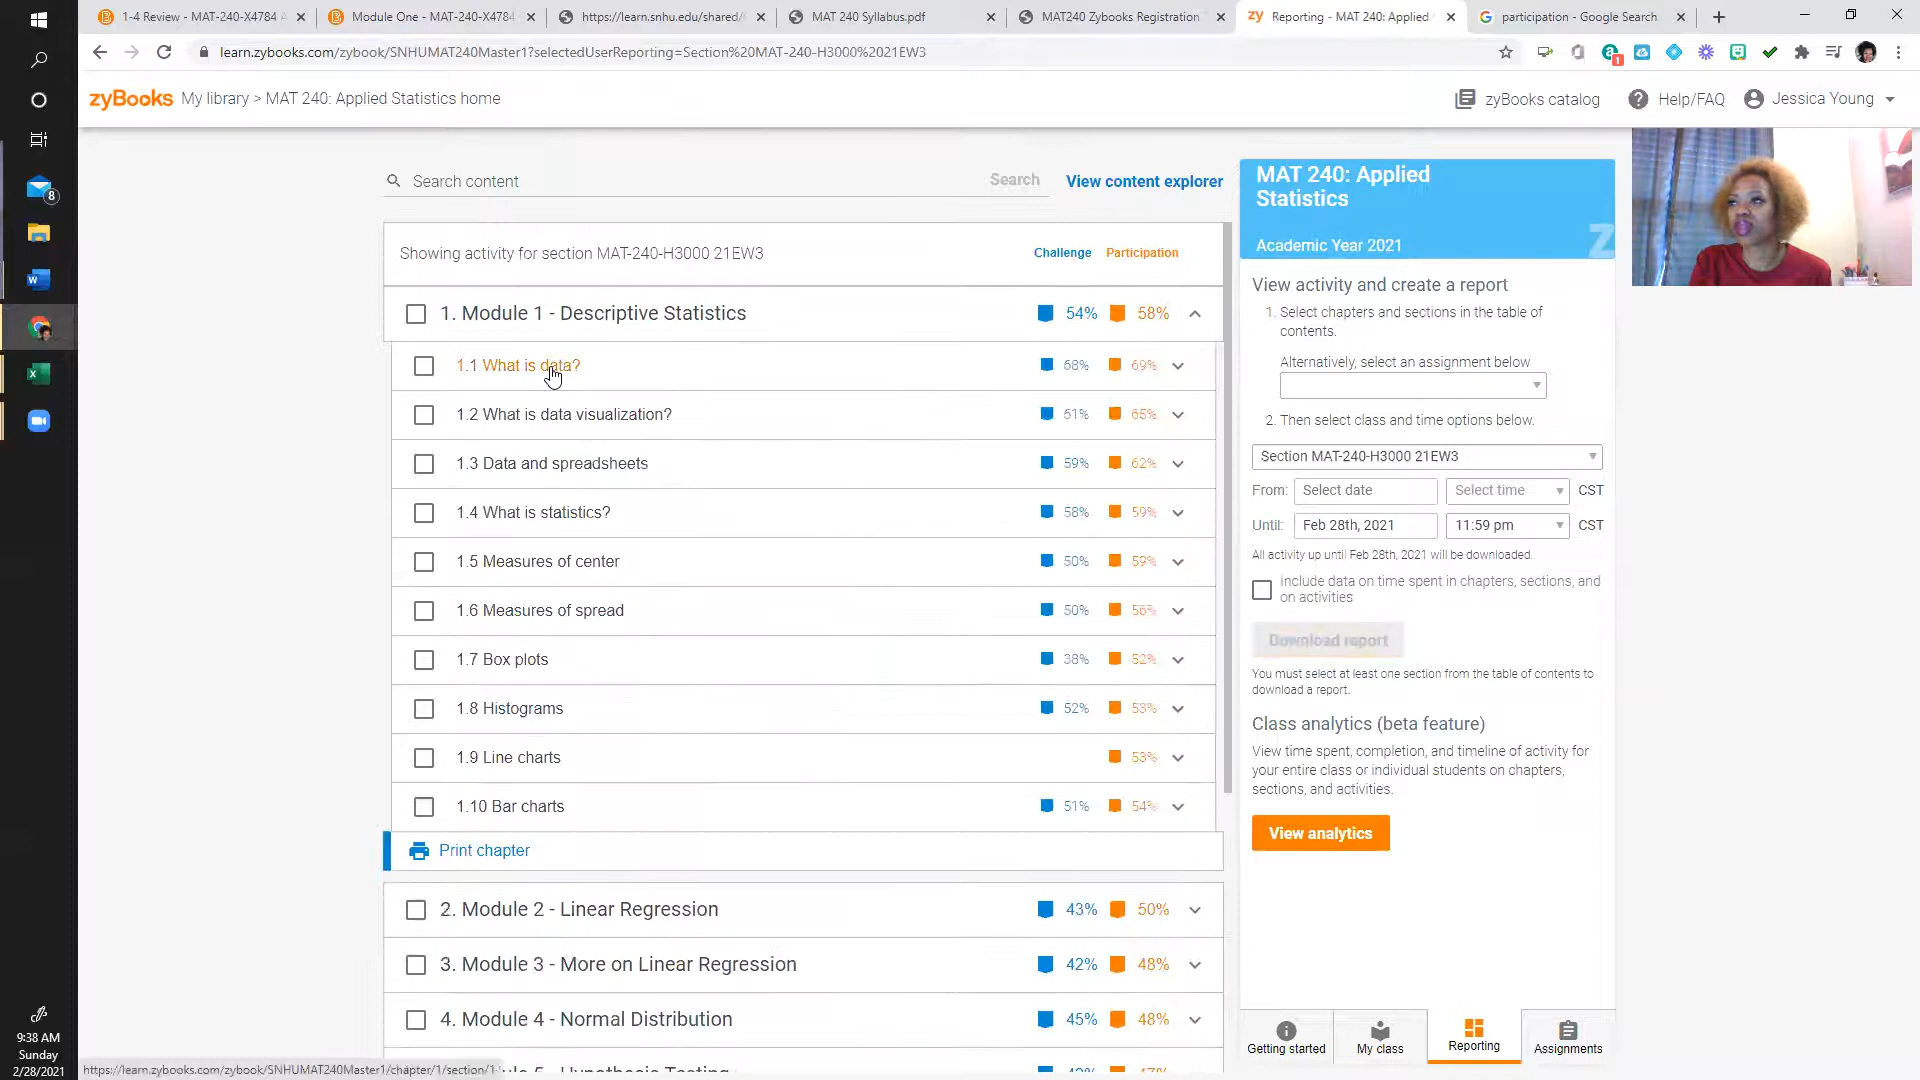 1-4 Review - MAT-240-X4784
Module One - MAT-240-X4784
https://learn.snhu.edu/shared/
MAT 240 Syllabus.pdf
MAT240 Zybooks Registration
zy Reporting - MAT 240: Applied
participation - Google Search
learn.zybooks.com/zybook/SNHUMAT240Master1?selectedUserReporting=Section%20MAT-240-H3000%2021EW3
1
zyBooks My library > MAT 240: Applied Statistics home
zyBooks catalog
Help/FAQ
Jessica Young
8
Search content
Search
View content explorer
Showing activity for section MAT-240-H3000 21EW3
Challenge Participation
1. Module 1 - Descriptive Statistics 54% 58%
1.1 What is data? 68% 69%
1.2 What is data visualization? 61% 65%
1.3 Data and spreadsheets 59% 62%
1.4 What is statistics? 58% 59%
1.5 Measures of center 50% 59%
1.6 Measures of spread 50% 56%
1.7 Box plots 38% 52%
1.8 Histograms 52% 53%
1.9 Line charts 53%
1.10 Bar charts 51% 54%
Print chapter
2. Module 2 - Linear Regression 43% 50%
3. Module 3 - More on Linear Regression 42% 48%
4. Module 4 - Normal Distribution 45% 48%
MAT 240: Applied
Statistics
Academic Year 2021
View activity and create a report
1. Select chapters and sections in the table of
contents.
Alternatively, select an assignment below
2. Then select class and time options below.
Section MAT-240-H3000 21EW3
From: Select date Select time CST
Until: Feb 28th, 2021 11:59 pm CST
All activity up until Feb 28th, 2021 will be downloaded.
Include data on time spent in chapters, sections, and
on activities
Download report
You must select at least one section from the table of contents to
download a report.
Class analytics (beta feature)
View time spent, completion, and timeline of activity for
your entire class or individual students on chapters,
sections, and activities.
View analytics
Getting started
My class
Reporting
Assignments
9:38 AM
Sunday
2/28/2021
https://learn.zybooks.com/zybook/SNHUMAT240Master1/chapter/1/section/1